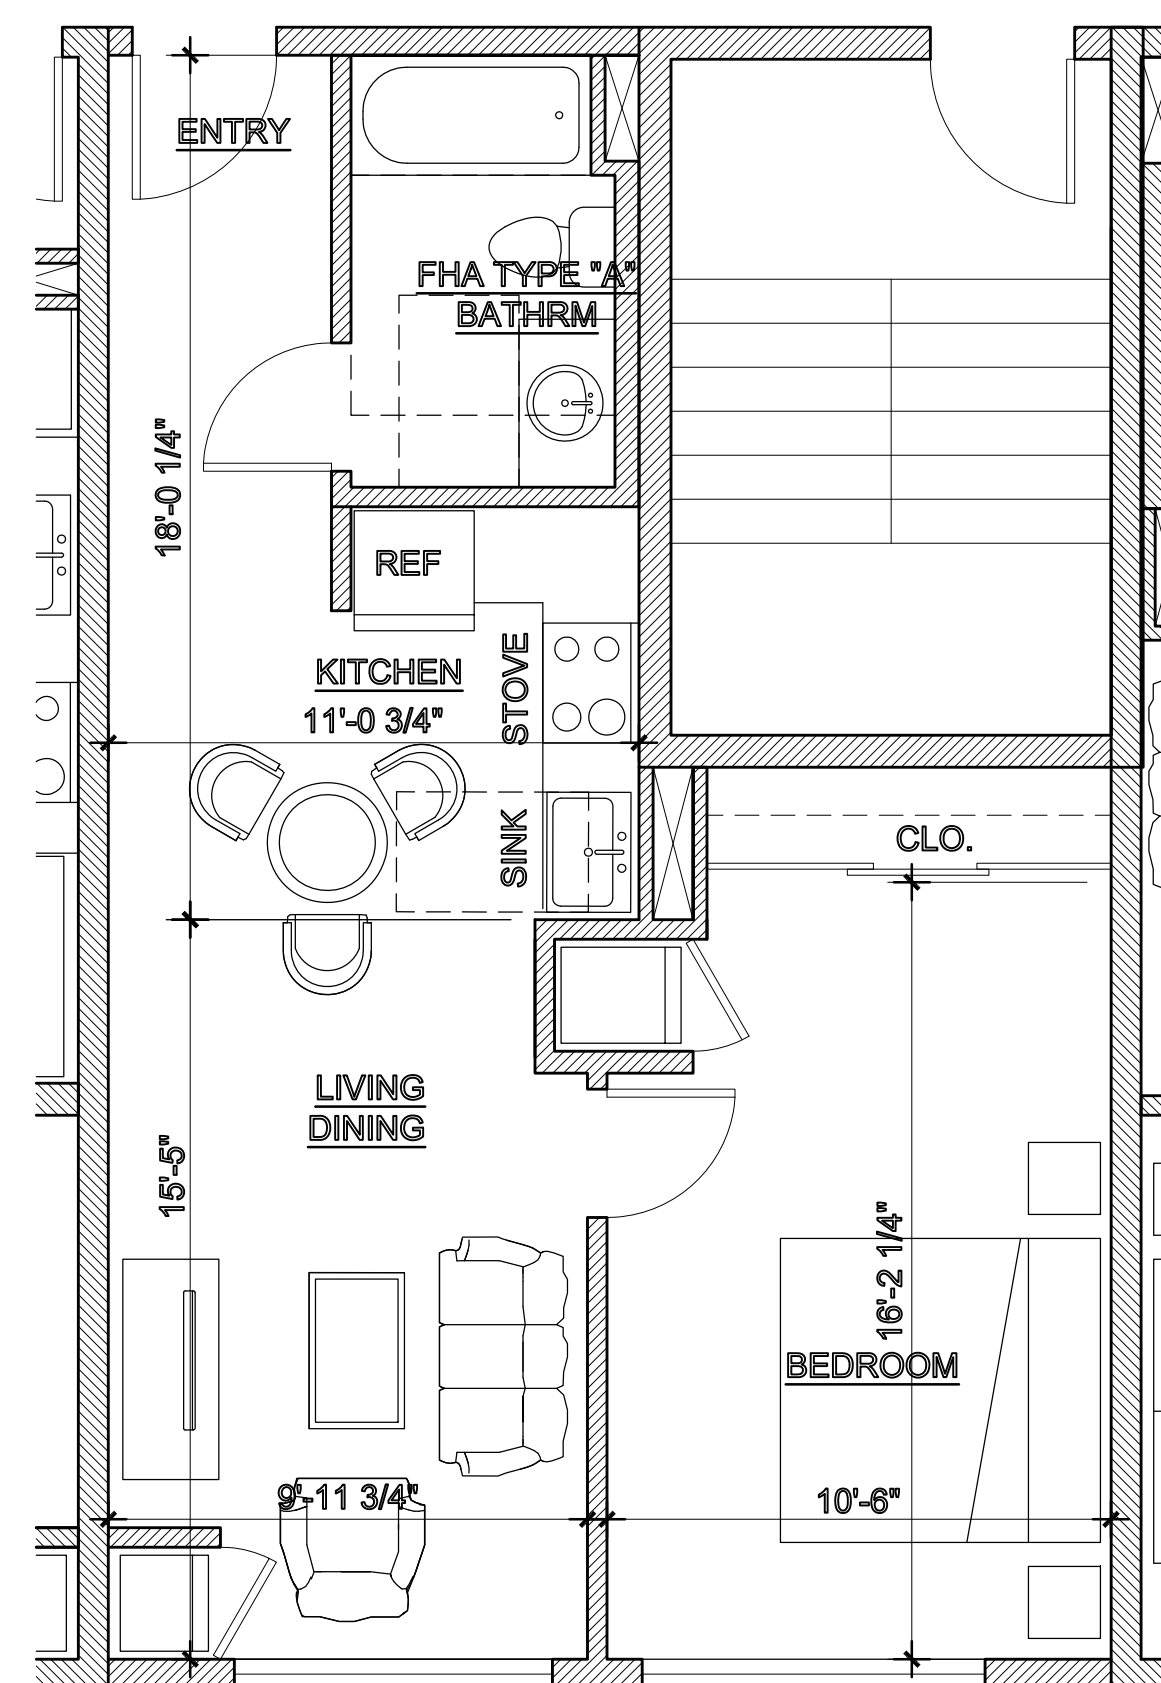 ENTRY
FHA TYPE "A"
BATHRM
18'-0 1/4"
REF
STOVE
KITCHEN
11'-0 3/4"
SINK
CLO.
LIVING
DINING
15'-5"
16'-2 1/4"
BEDROOM
9'-11 3/4"
10'-6"